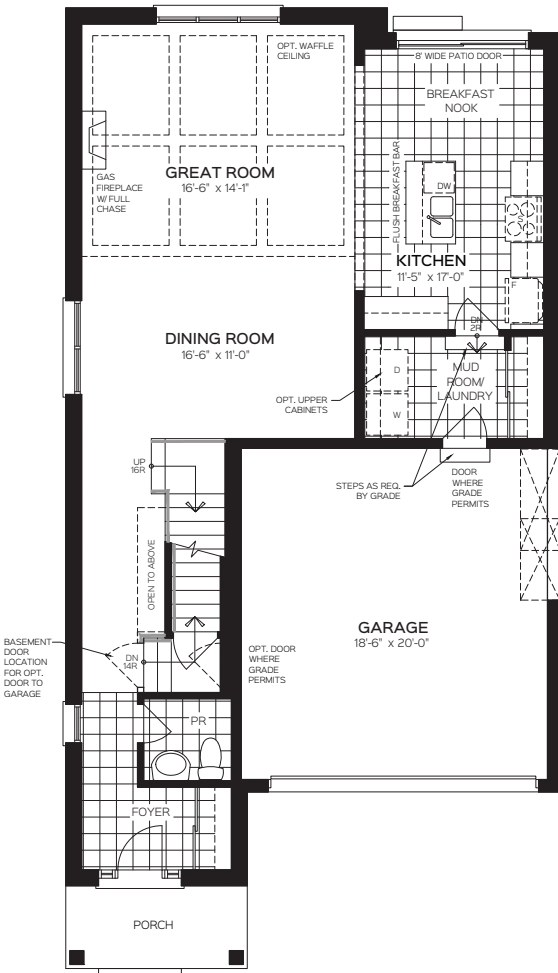 OPT. WAFFLE
CEILING
8' WIDE PATIO DOOR
BREAKFAST
NOOK
GAS
FIREPLACE
W/ FULL
CHASE
GREAT ROOM
16'-6" x 14'-1"
FLUSH BREAKFAST BAR
DW
S
KITCHEN
11'-5" x 17'-0"
F
DINING ROOM
16'-6" x 11'-0"
DN
2R
D
W
MUD
ROOM/
LAUNDRY
OPT. UPPER
CABINETS
UP
16R
STEPS AS REQ.
BY GRADE
DOOR
WHERE
GRADE
PERMITS
OPEN TO ABOVE
GARAGE
18'-6" x 20'-0"
BASEMENT
DOOR
LOCATION
FOR OPT.
DOOR TO
GARAGE
DN
14R
OPT. DOOR
WHERE
GRADE
PERMITS
PR
FOYER
PORCH